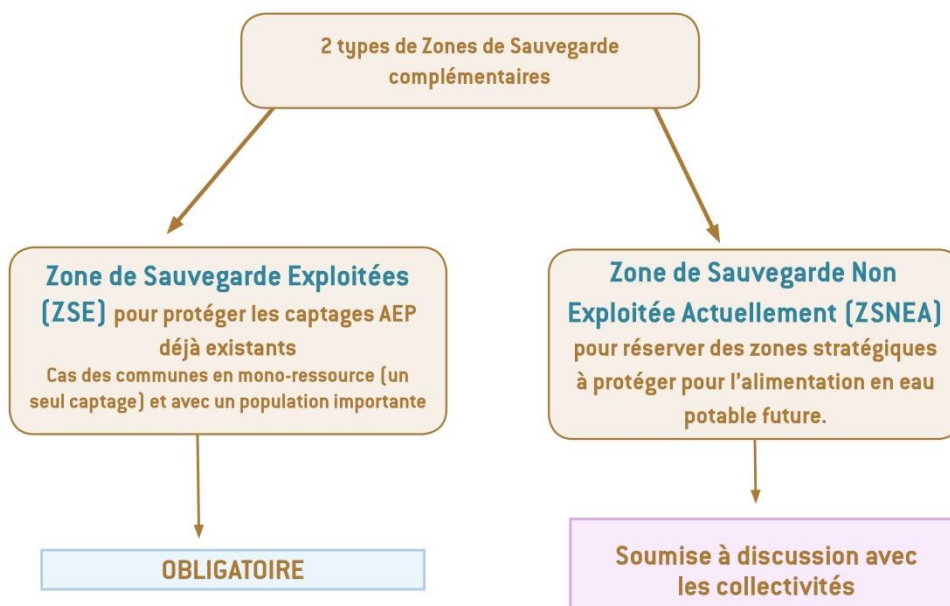 2 types de Zones de Sauvegarde
complémentaires
Zone de Sauvegarde Exploitées
(ZSE) pour protéger les captages AEP
déjà existants
Cas des communes en mono-ressource (un
seul captage) et avec un population importante
Zone de Sauvegarde Non
Exploitée Actuellement (ZSNEA)
pour réserver des zones stratégiques
à protéger pour l'alimentation en eau
potable future.
OBLIGATOIRE
Soumise à discussion avec
les collectivités